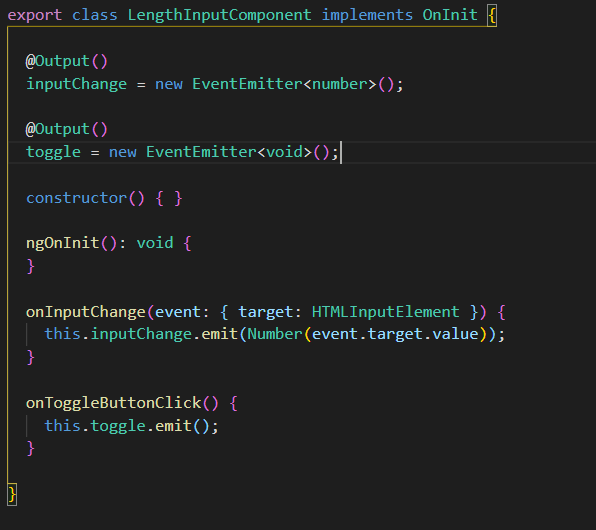 export class LengthInputComponent implements OnInit {
@Output()
inputChange = new EventEmitter<number>();
@Output()
toggle = new EventEmitter<void>();
constructor() { }
ngOnInit(): void {
}
onInputChange(event: { target: HTMLInputElement }) {
this.inputChange.emit(Number(event.target.value));
}
onToggleButtonClick() {
this.toggle.emit();
}
}